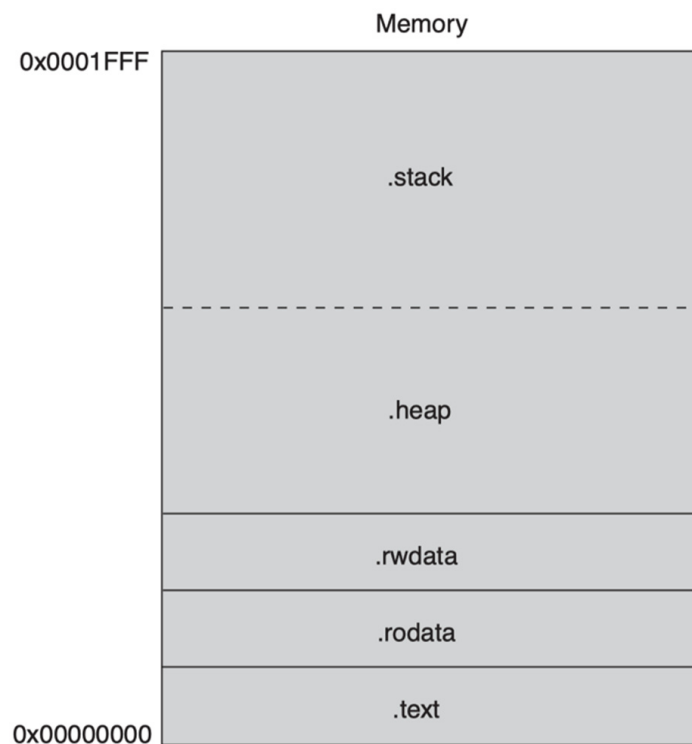 Memory
0x0001FFF
.stack
.heap
.rwdata
.rodata
.text
0x00000000